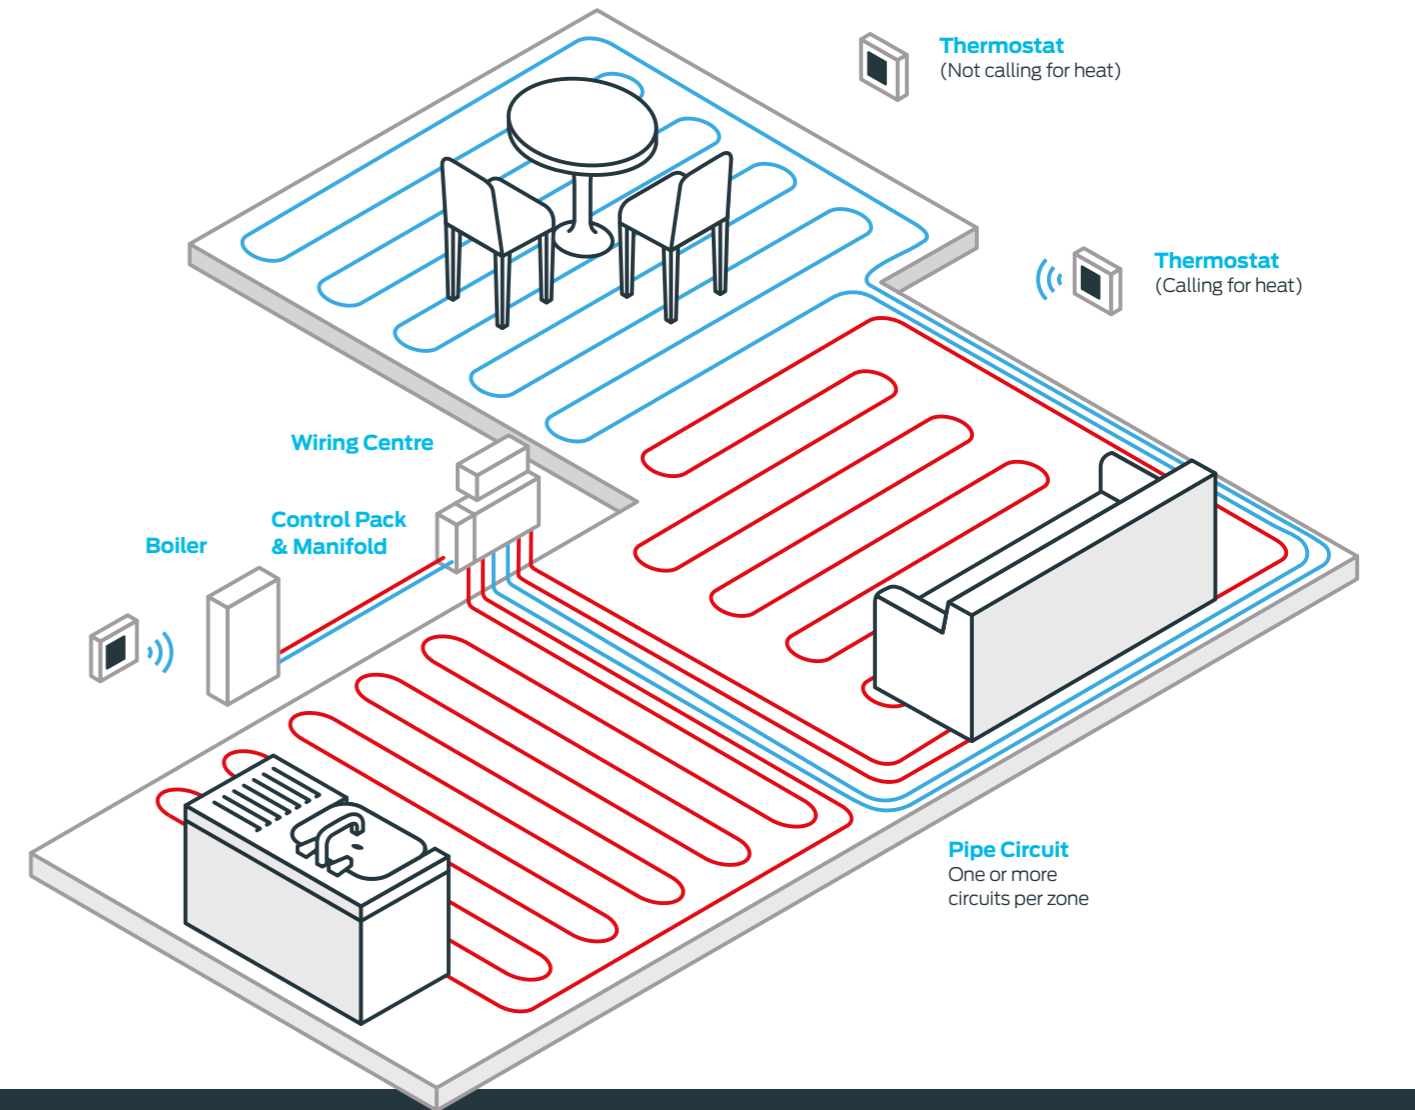 Thermostat
(Not calling for heat)
Thermostat
(Calling for heat)
Wiring Centre
Control Pack
& Manifold
Boiler
Pipe Circuit
One or more
circuits per zone